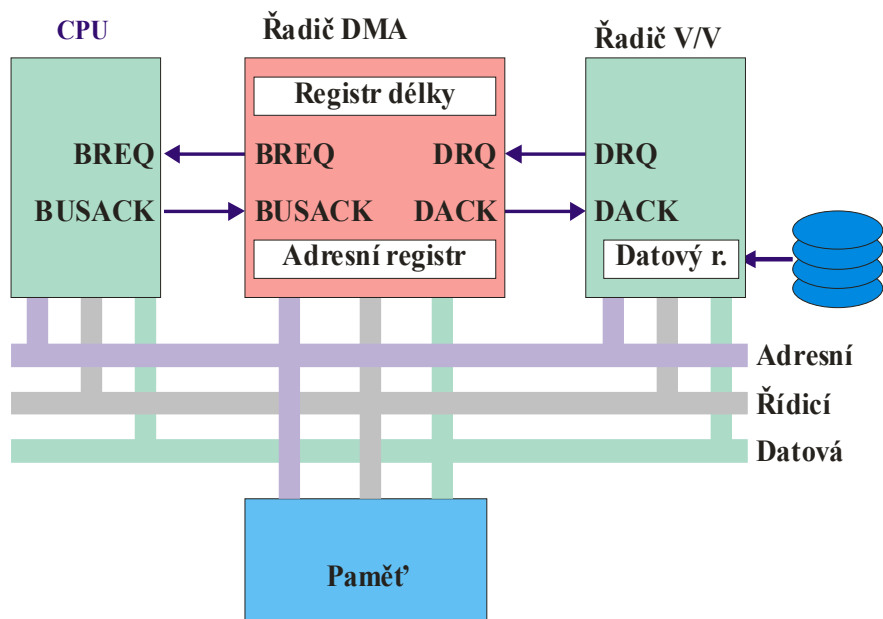 CPU
Řadič DMA
Řadič V/V
Registr délky
BREQ
BREQ
DRQ
DRQ
BUSACK
BUSACK
DACK
DACK
Adresní registr
Datový r.
Adresní
Řídicí
Datová
Paměť